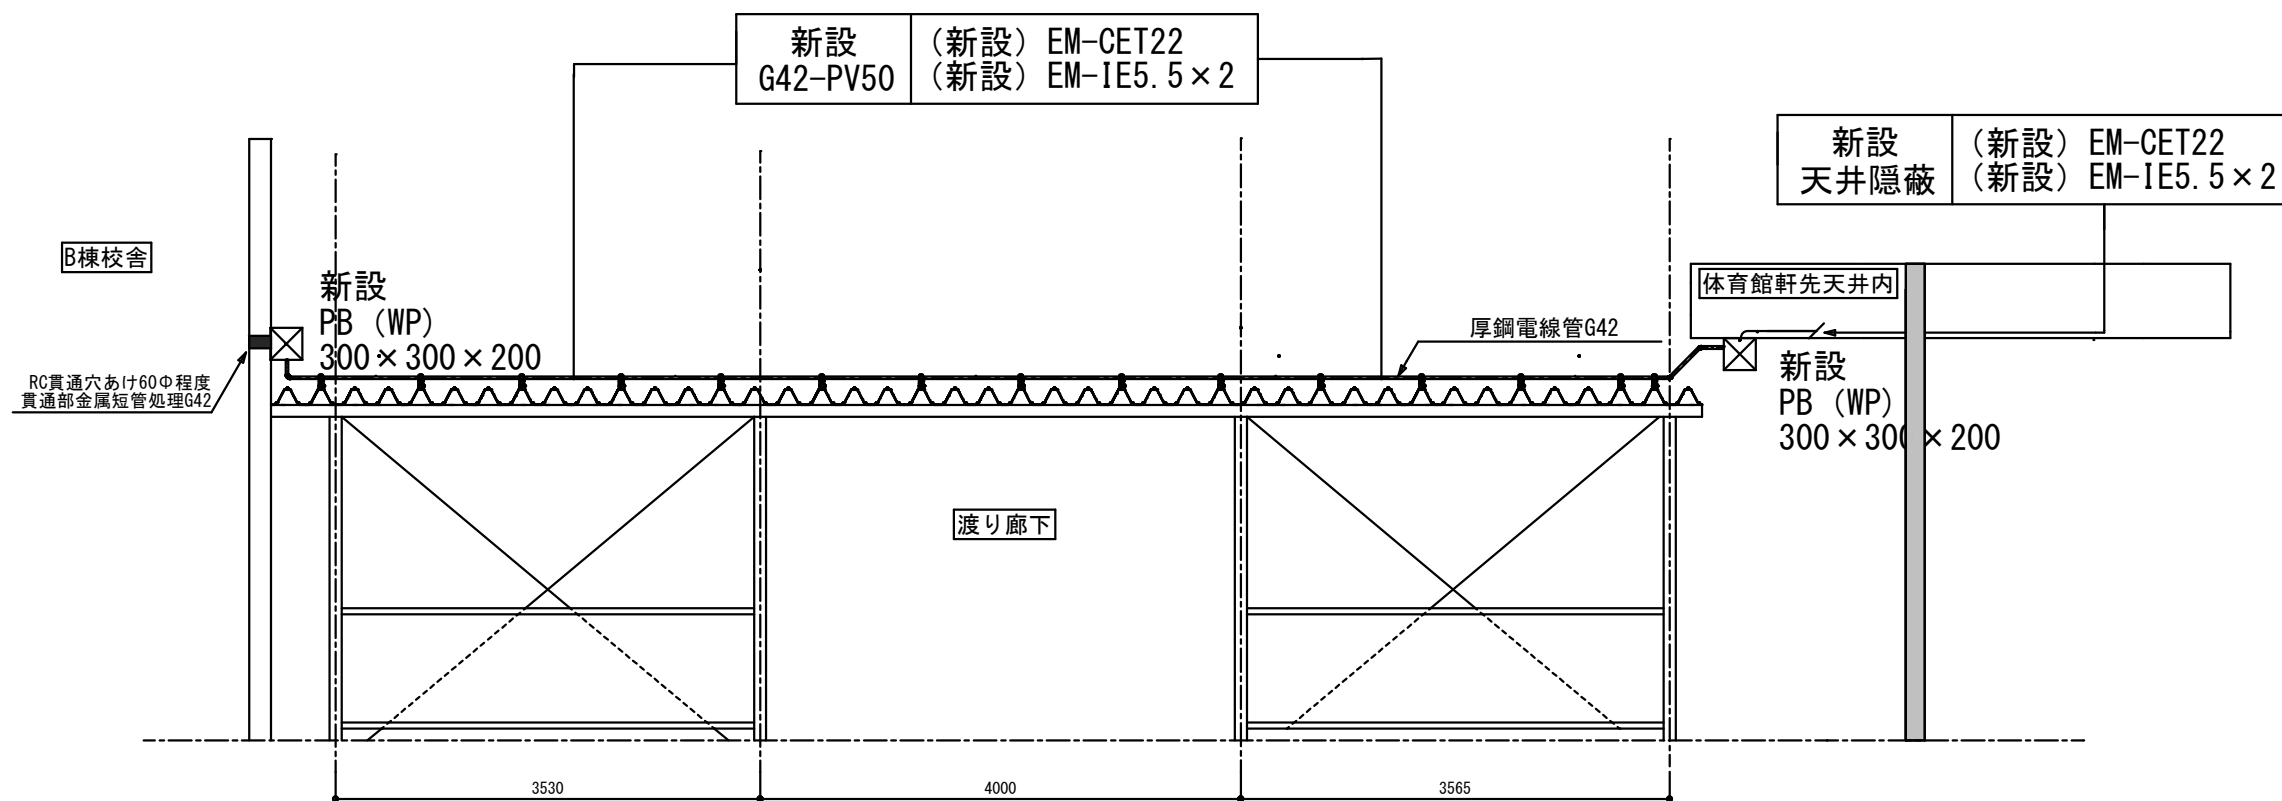 新設
G42-PV50
(新設) EM-CET22
(新設) EM-IE5.5×2
新設
天井隠蔽
(新設) EM-CET22
(新設) EM-IE5.5×2
B棟校舎
新設
PB (WP)
300×300×200
体育館軒先天井内
厚鋼電線管G42
新設
PB (WP)
300×300×200
RC貫通穴あけ60Φ程度
貫通部金属短管処理G42
渡り廊下
3530
4000
3565